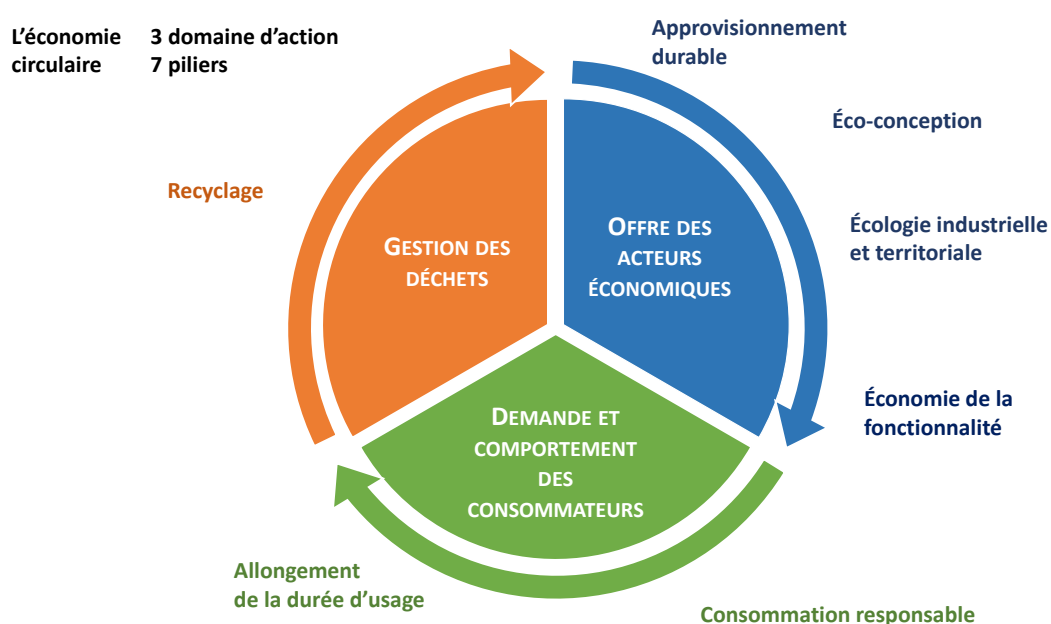 L'économie circulaire
3 domaine d'action
7 piliers
Approvisionnement
durable
Éco-conception
Écologie industrielle
et territoriale
Économie de la
fonctionnalité
Consommation responsable
Allongement
de la durée d'usage
Recyclage
OFFRE DES
ACTEURS
ÉCONOMIQUES
DEMANDE ET
COMPORTEMENT
DES
CONSOMMATEURS
GESTION DES
DÉCHETS